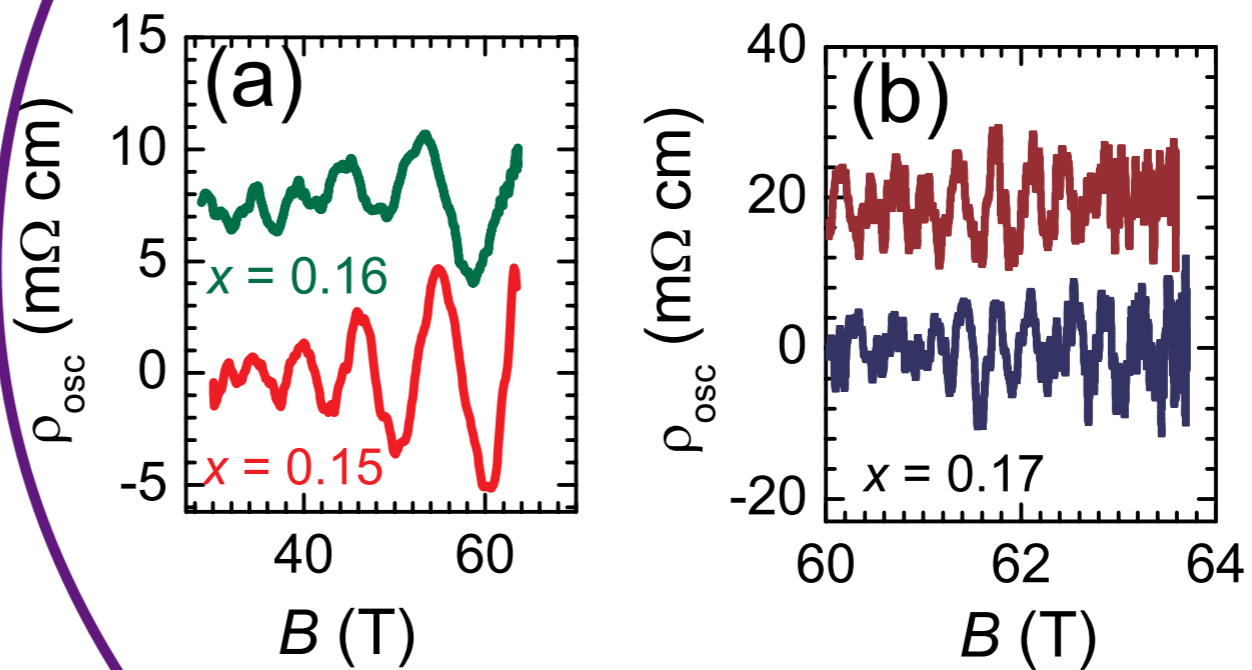 (a)
15
10
5
0
-5
ρosc (mΩ cm)
x = 0.16
x = 0.15
40 60
B (T)
(b)
40
20
0
-20
ρosc (mΩ cm)
x = 0.17
60 62 64
B (T)